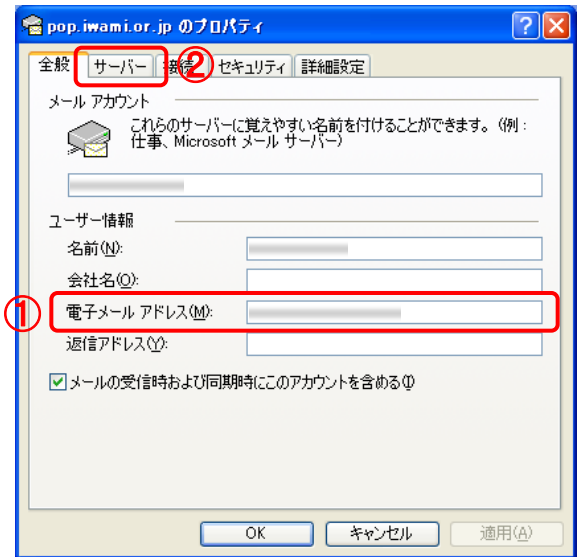 pop.iwami.or.jp のプロパティ
全般 サーバー 接続 セキュリティ 詳細設定
②
メール アカウント
これらのサーバーに覚えやすい名前を付けることができます。(例:
仕事、Microsoft メール サーバー)
ユーザー情報
名前(N):
会社名(O):
① 電子メール アドレス(M):
返信アドレス(Y):
メールの受信時および同期時にこのアカウントを含める(I)
OK キャンセル 適用(A)